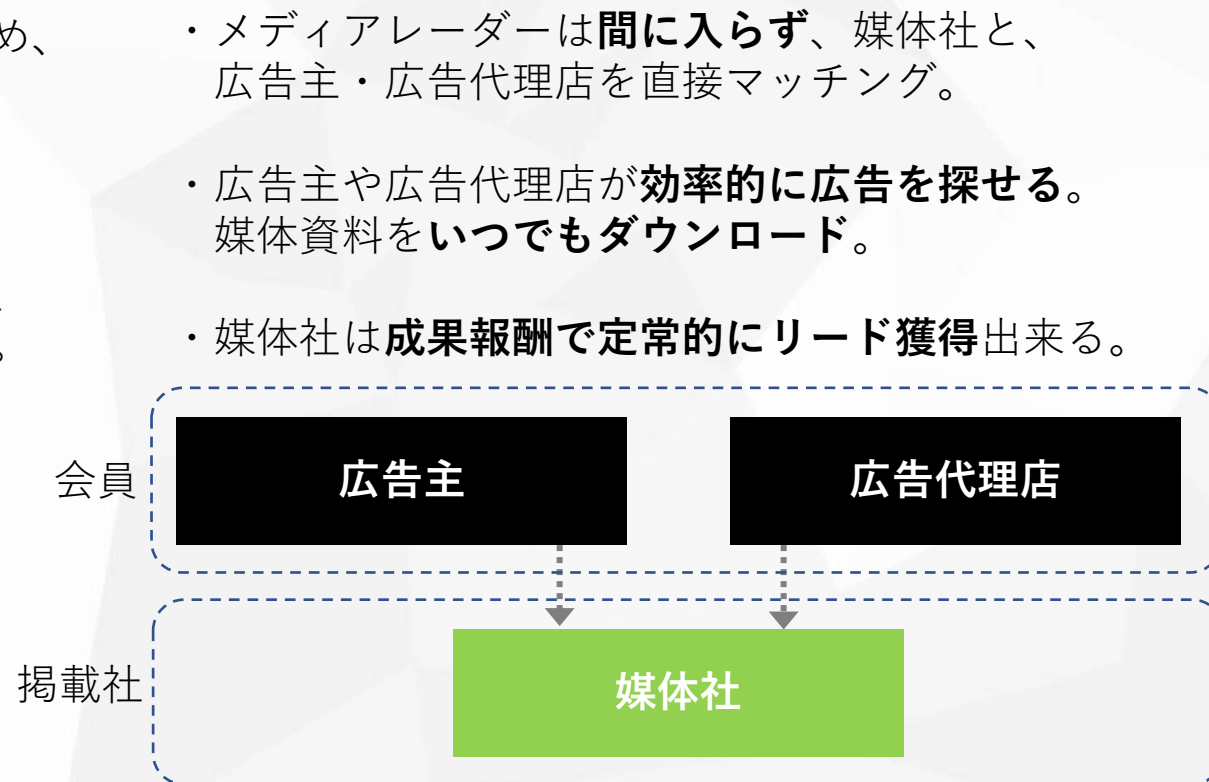 め、
・メディアレーダーは間に入らず、媒体社と、
広告主・広告代理店を直接マッチング。
・広告主や広告代理店が効率的に広告を探せる。
媒体資料をいつでもダウンロード。
。
・媒体社は成果報酬で定常的にリード獲得出来る。
会員
広告主
広告代理店
掲載社
媒体社